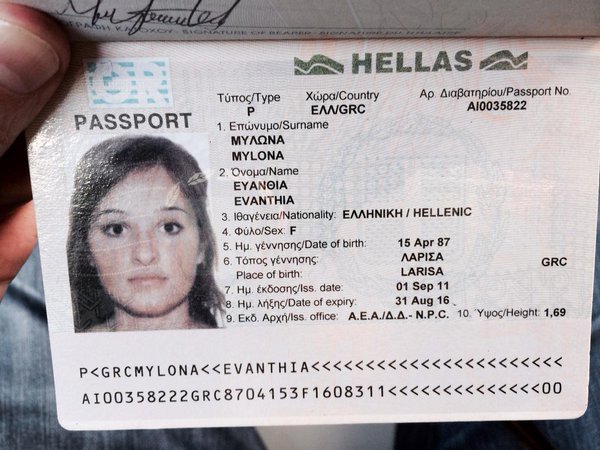 ΓΡΑΦΗ ΚΑΤΟΧΟΥ - SIGNATURE OF BEARER - SIGNATURE DU TITULAIRE
HELLAS
GR
PASSPORT
Τύπος/Type Χώρα/Country Αρ. Διαβατηρίου/Passport No
P ΕΛΛ/GRC AI0035822
1. Επώνυμο/Surname
ΜΥΛΩΝΑ
MYLONA
2. Όνομα/Name
ΕΥΑΝΘΙΑ
EVANTHIA
3. Ιθαγένεια/Nationality: ΕΛΛΗΝΙΚΗ / HELLENIC
4. Φύλο/Sex: F
5. Ημ. γέννησης/Date of birth: 15 Apr 87
6. Τόπος γέννησης: ΛΑΡΙΣΑ GRC
Place of birth: LARISA
7. Ημ. έκδοσης/Iss. date: 01 Sep 11
8. Ημ. λήξης/Date of expiry: 31 Aug 16
9. Εκδ. Αρχή/Iss. office: Α.Ε.Α./Δ.Δ.- N.P.C. 10. Ύψος/Height: 1,69
P<GRCMYLONA<<EVANTHIA<<<<<<<<<<<<<<<<<<<<<<<
AI00358222GRC8704153F1608311<<<<<<<<<<<<<<00